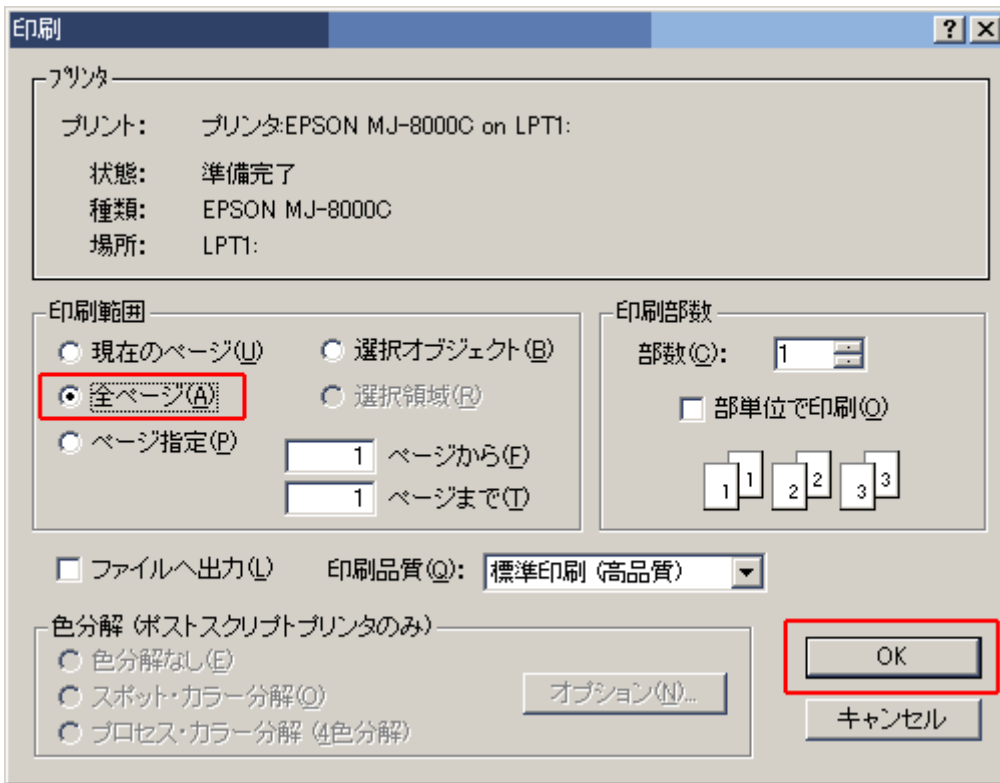 印刷
プリンタ
プリント: プリンタ:EPSON MJ-8000C on LPT1:
状態: 準備完了
種類: EPSON MJ-8000C
場所: LPT1:
印刷範囲
現在のページ(U) 選択オブジェクト(B)
全ページ(A) 選択領域(R)
ページ指定(P) 1 ページから(F)
1 ページまで(T)
印刷部数
部数(C): 1
部単位で印刷(O)
1 1 2 2 3 3
ファイルへ出力(L) 印刷品質(Q): 標準印刷 (高品質)
色分解 (ポストスクリプトプリンタのみ)
色分解なし(E)
スポット・カラー分解(O) オプション(N)...
プロセス・カラー分解 (4色分解)
OK
キャンセル